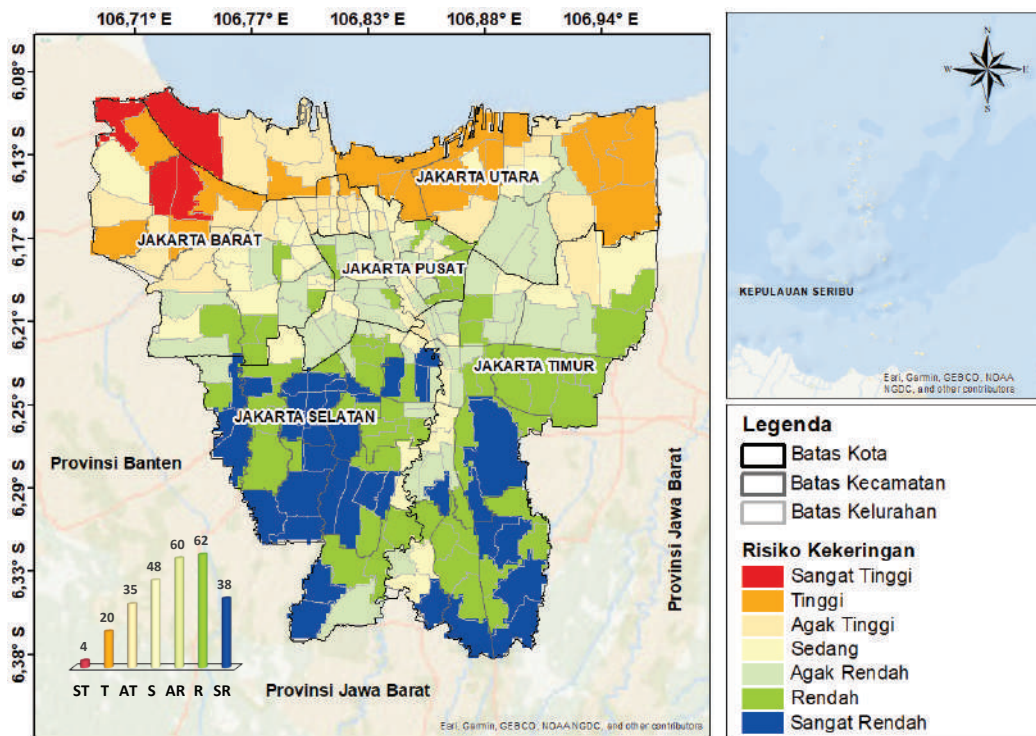 106,71° E 106,77° E 106,83° E 106,88° E 106,94° E
6,08° S
6,13° S
6,17° S
6,21° S
6,25° S
6,29° S
6,33° S
6,38° S
JAKARTA UTARA
JAKARTA BARAT
JAKARTA PUSAT
JAKARTA TIMUR
JAKARTA SELATAN
Provinsi Banten
Provinsi Jawa Barat
Provinsi Jawa Barat
4 20 35 48 60 62 38
ST T AT S AR R SR
Esri, Garmin, GEBCO, NOAA NGDC, and other contributors
N
W E
S
KEPULAUAN SERIBU
Esri, Garmin, GEBCO, NOAA
NGDC, and other contributors
Legenda
Batas Kota
Batas Kecamatan
Batas Kelurahan
Risiko Kekeringan
Sangat Tinggi
Tinggi
Agak Tinggi
Sedang
Agak Rendah
Rendah
Sangat Rendah